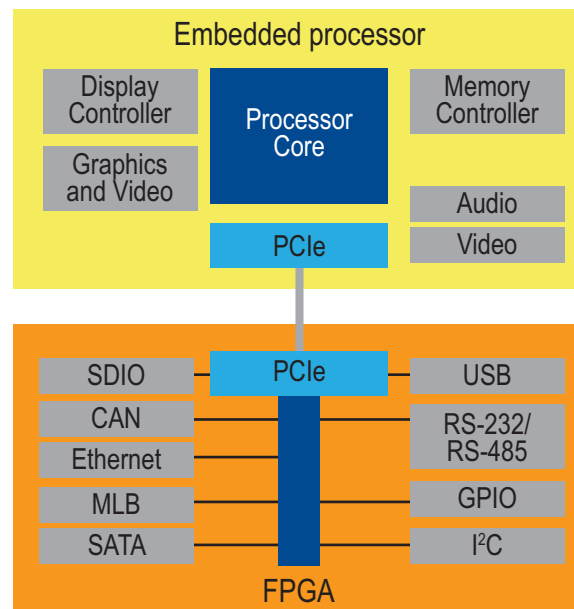 Embedded processor
Display
Controller
Processor
Core
Memory
Controller
Graphics
and Video
Audio
Video
PCIe
SDIO
PCIe
USB
CAN
RS-232/
RS-485
Ethernet
MLB
GPIO
SATA
I²C
FPGA